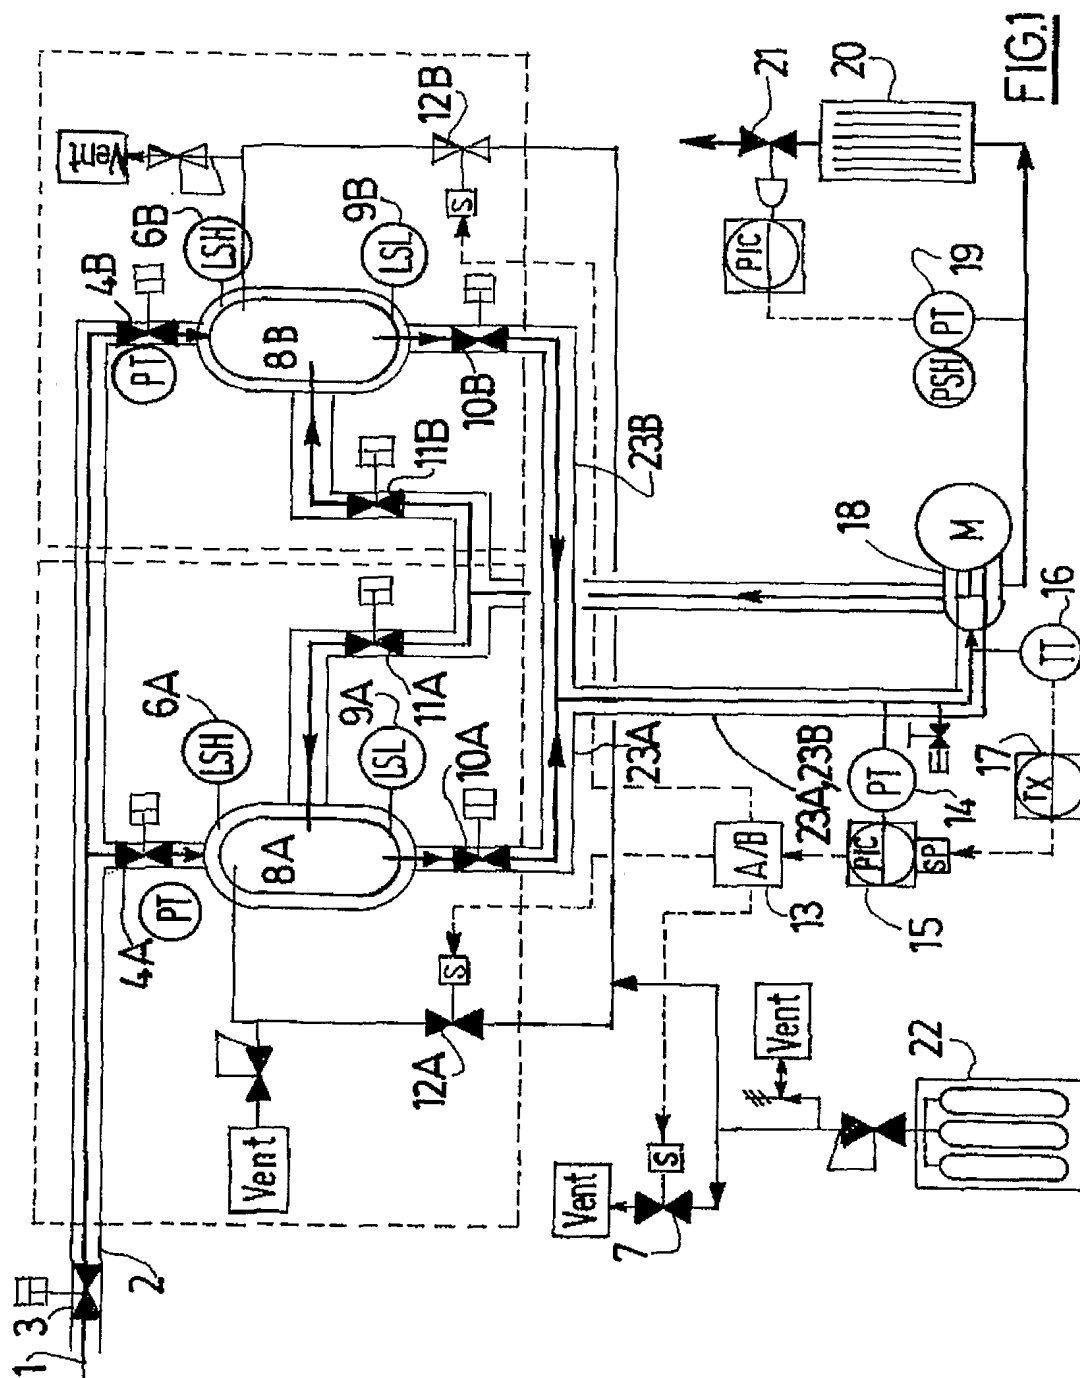 1
3
2
4A
PT
6A
LSH
4B
PT
6B
LSH
Vent
8A
8B
Vent
9A
LSL
11A
11B
9B
LSL
12A
S
10A
10B
S
12B
Vent
7
S
23A
23B
A/B
13
Vent
23A,23B
PIC
21
22
15
PIC
SP
PT
14
18
M
PSH
PT
19
20
17
TX
TT
16
FIG.1